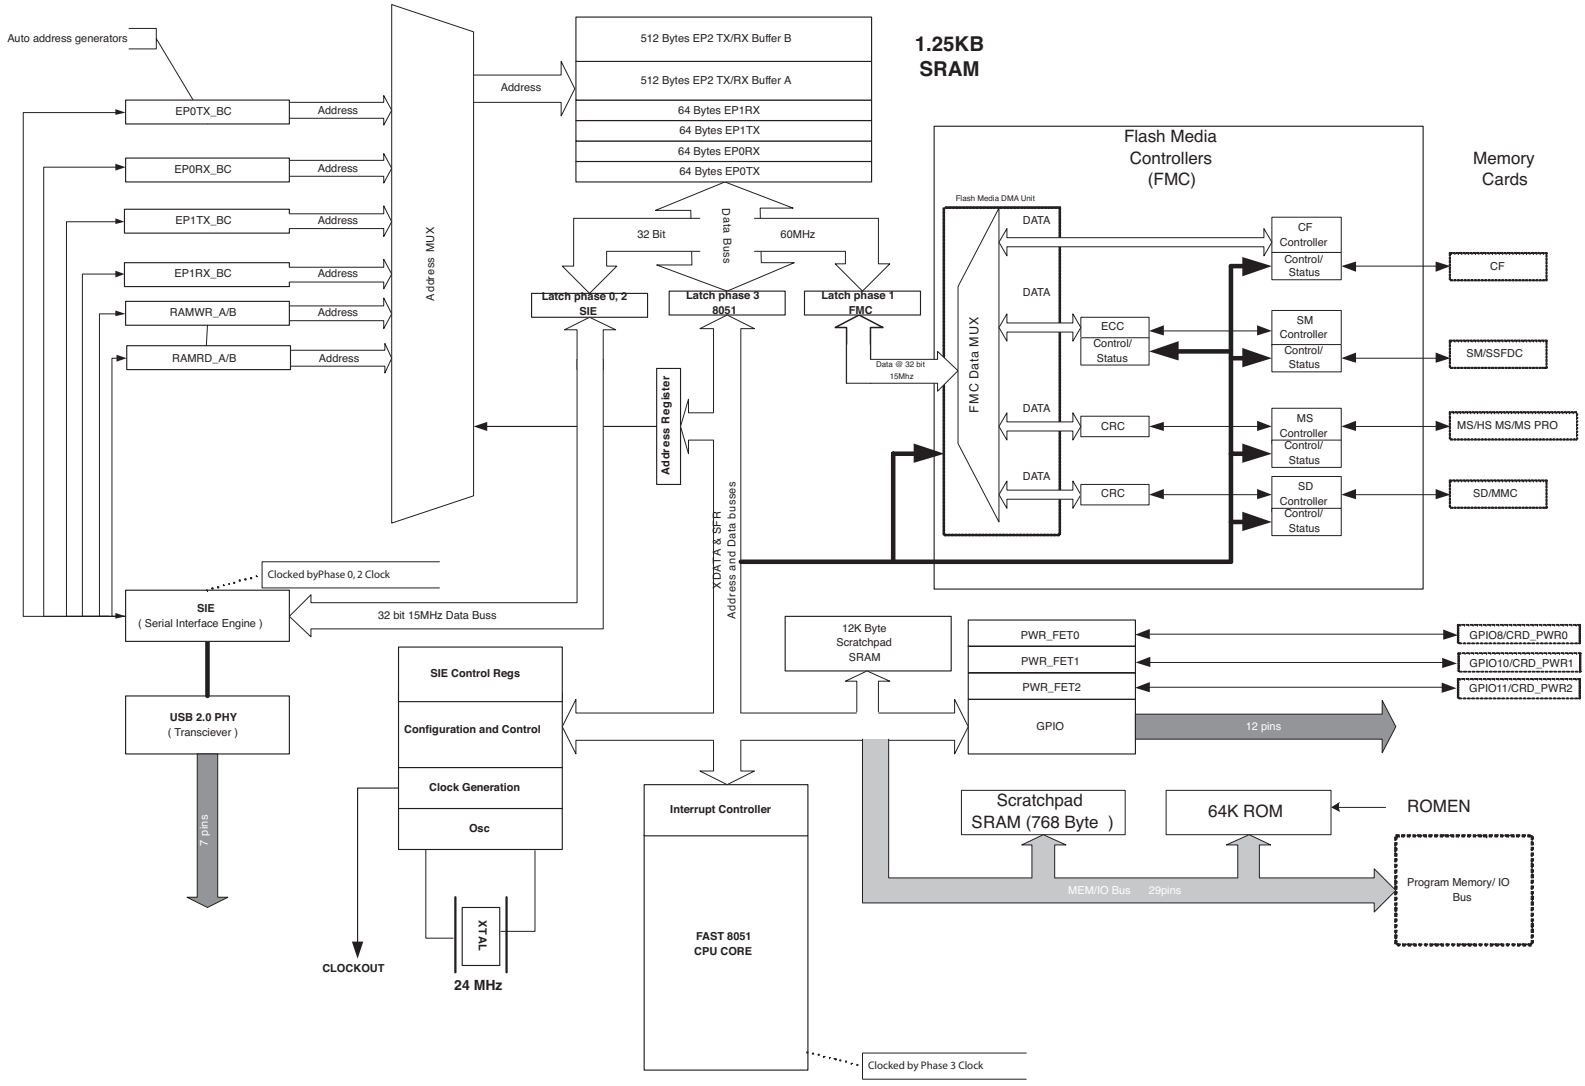 Auto address generators
EP0TX_BC
Address
EP0RX_BC
Address
EP1TX_BC
Address
EP1RX_BC
Address
RAMWR_A/B
Address
RAMRD_A/B
Address
Address MUX
Address
512 Bytes EP2 TX/RX Buffer B
512 Bytes EP2 TX/RX Buffer A
64 Bytes EP1RX
64 Bytes EP1TX
64 Bytes EP0RX
64 Bytes EP0TX
1.25KB
SRAM
32 Bit
Data Buss
60MHz
Latch phase 0, 2
SIE
Latch phase 3
8051
Latch phase 1
FMC
Data @ 32 bit
15Mhz
Address Register
Flash Media
Controllers
(FMC)
Flash Media DMA Unit
FMC Data MUX
DATA
DATA
DATA
DATA
ECC
Control/
Status
CRC
CRC
CF
Controller
Control/
Status
SM
Controller
Control/
Status
MS
Controller
Control/
Status
SD
Controller
Control/
Status
Memory
Cards
CF
SM/SSFDC
MS/HS MS/MS PRO
SD/MMC
XDATA & SFR
Address and Data busses
Clocked byPhase 0, 2 Clock
SIE
( Serial Interface Engine )
32 bit 15MHz Data Buss
USB 2.0 PHY
( Transciever )
7 pins
SIE Control Regs
Configuration and Control
Clock Generation
Osc
XTAL
24 MHz
CLOCKOUT
12K Byte
Scratchpad
SRAM
PWR_FET0
PWR_FET1
PWR_FET2
GPIO
12 pins
GPIO8/CRD_PWR0
GPIO10/CRD_PWR1
GPIO11/CRD_PWR2
Interrupt Controller
FAST 8051
CPU CORE
Clocked by Phase 3 Clock
Scratchpad
SRAM (768 Byte )
64K ROM
ROMEN
MEM/IO Bus 29pins
Program Memory/ IO
Bus